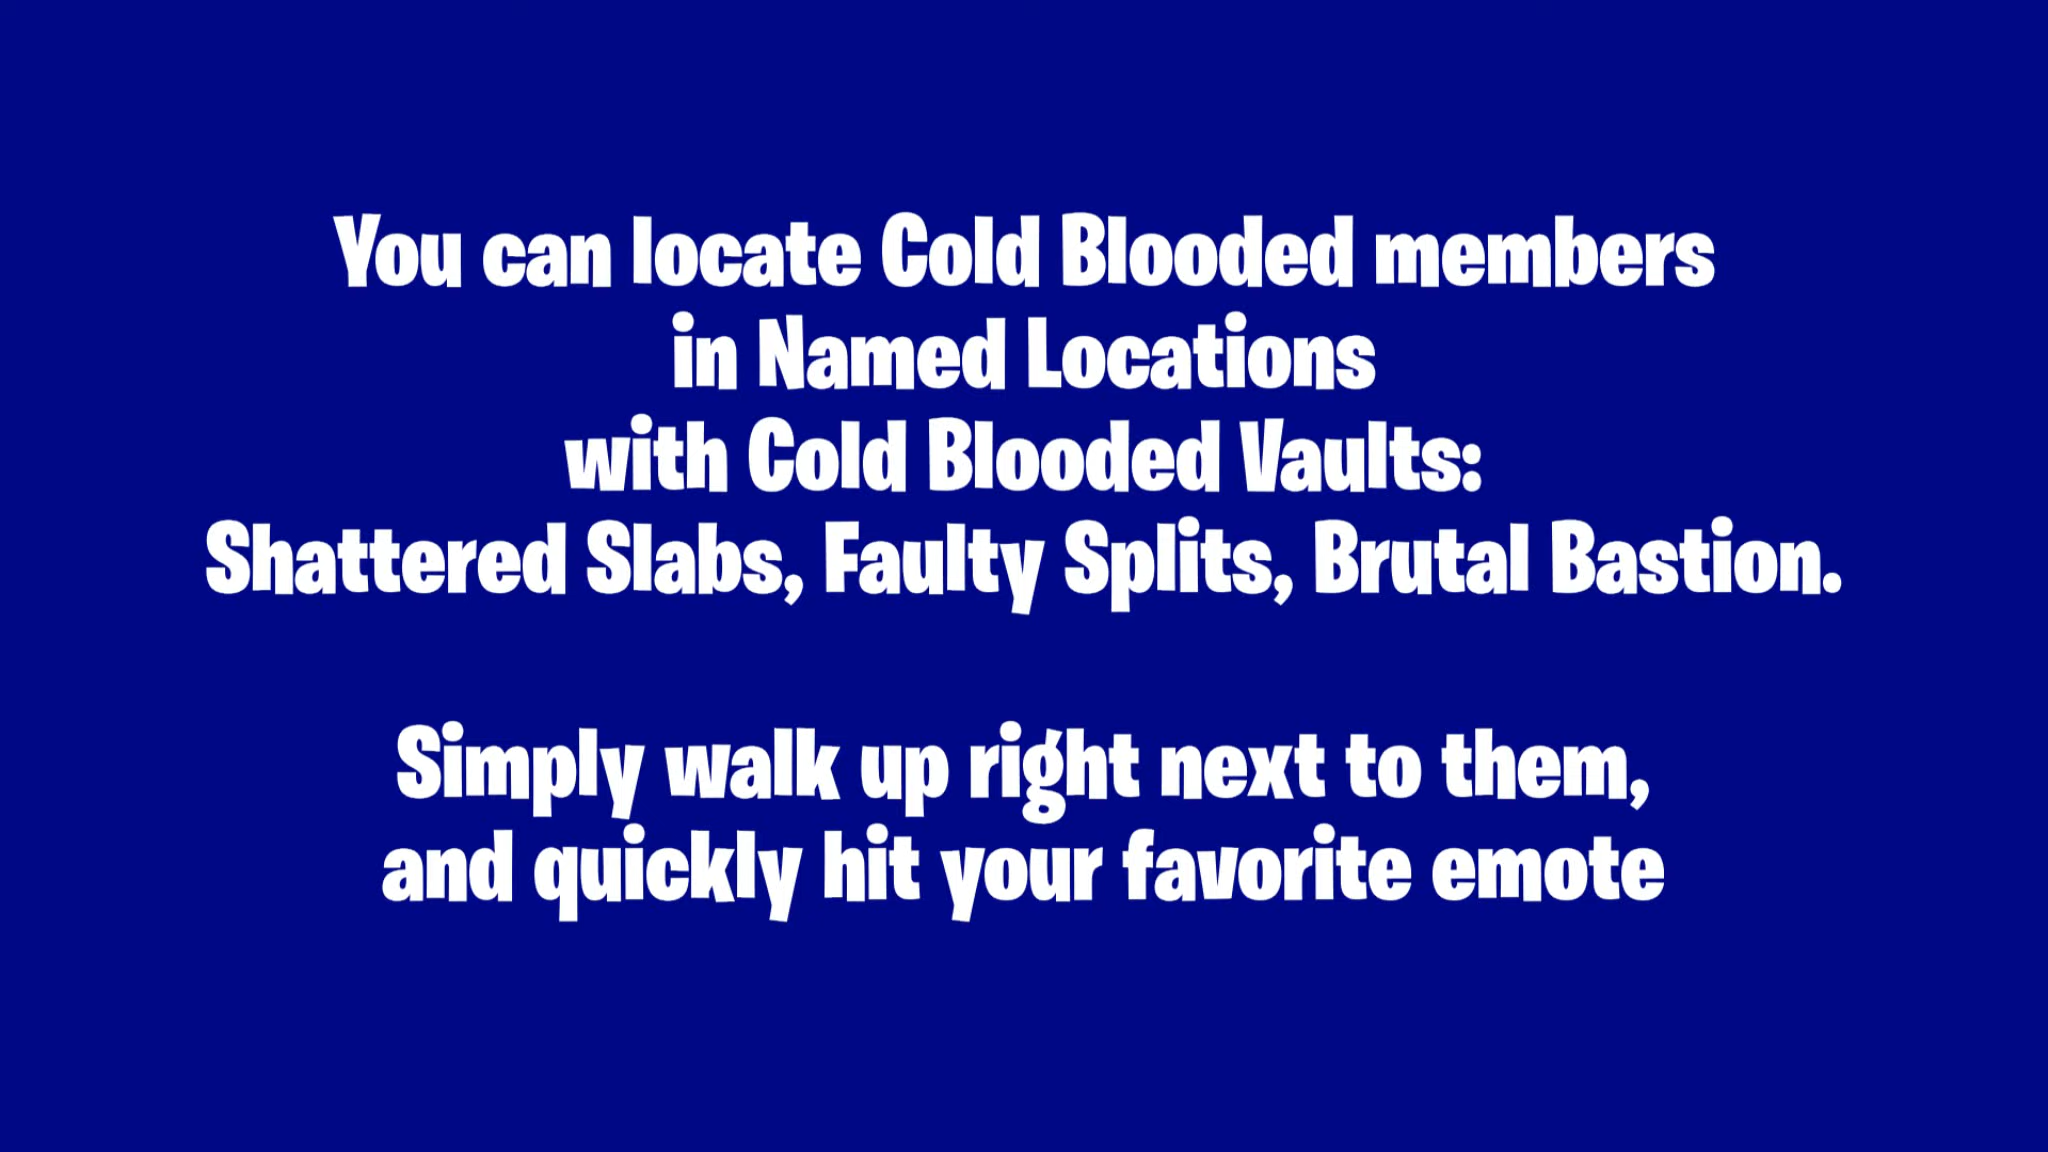 You can locate Cold Blooded members
in Named Locations
with Cold Blooded Vaults:
Shattered Slabs, Faulty Splits, Brutal Bastion.
Simply walk up right next to them,
and quickly hit your favorite emote